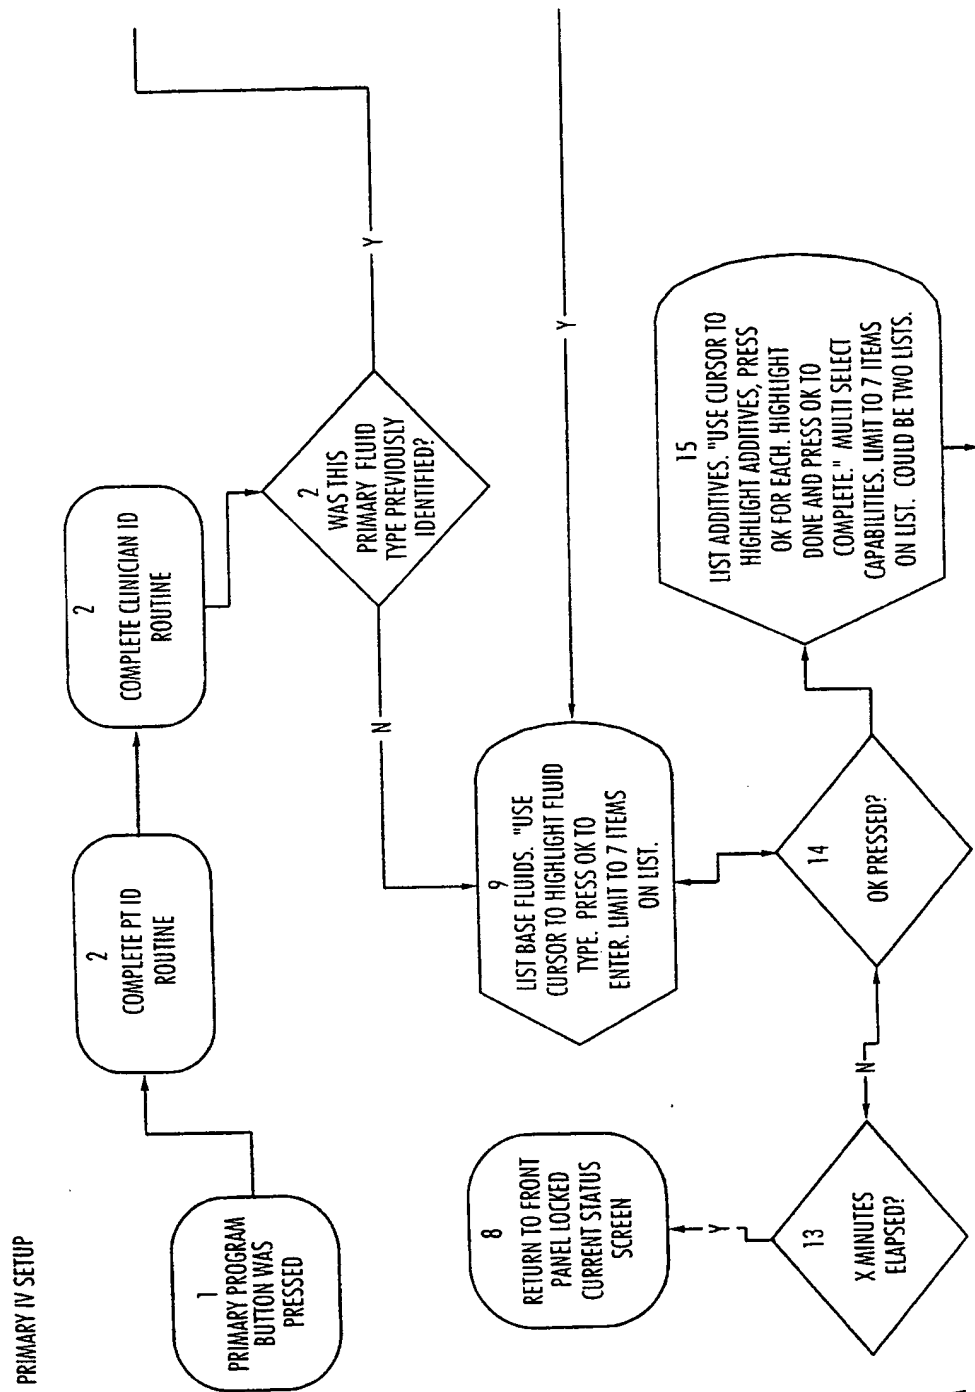 PRIMARY IV SETUP
1
PRIMARY PROGRAM
BUTTON WAS
PRESSED
2
COMPLETE PT ID
ROUTINE
2
COMPLETE CLINICIAN ID
ROUTINE
2
WAS THIS
PRIMARY FLUID
TYPE PREVIOUSLY
IDENTIFIED?
N
Y
9
LIST BASE FLUIDS. "USE
CURSOR TO HIGHLIGHT FLUID
TYPE. PRESS OK TO
ENTER. LIMIT TO 7 ITEMS
ON LIST.
Y
8
RETURN TO FRONT
PANEL LOCKED
CURRENT STATUS
SCREEN
Y
13
X MINUTES
ELAPSED?
N
14
OK PRESSED?
15
LIST ADDITIVES. "USE CURSOR TO
HIGHLIGHT ADDITIVES, PRESS
OK FOR EACH. HIGHLIGHT
DONE AND PRESS OK TO
COMPLETE." MULTI SELECT
CAPABILITIES. LIMIT TO 7 ITEMS
ON LIST. COULD BE TWO LISTS.